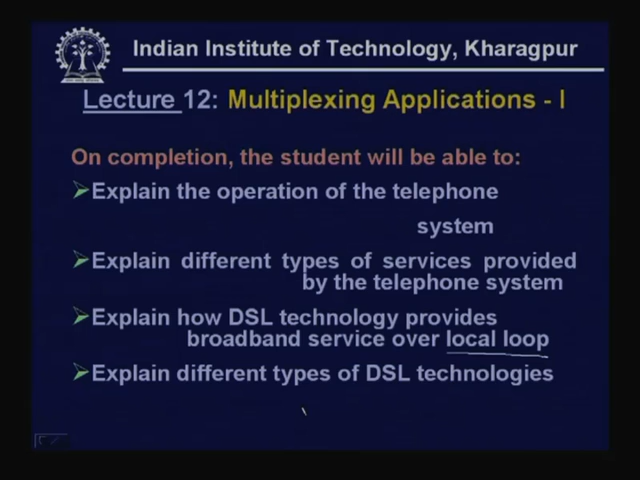 Indian Institute of Technology, Kharagpur
Lecture 12: Multiplexing Applications - I
On completion, the student will be able to:
Explain the operation of the telephone
system
Explain different types of services provided
by the telephone system
Explain how DSL technology provides
broadband service over local loop
Explain different types of DSL technologies